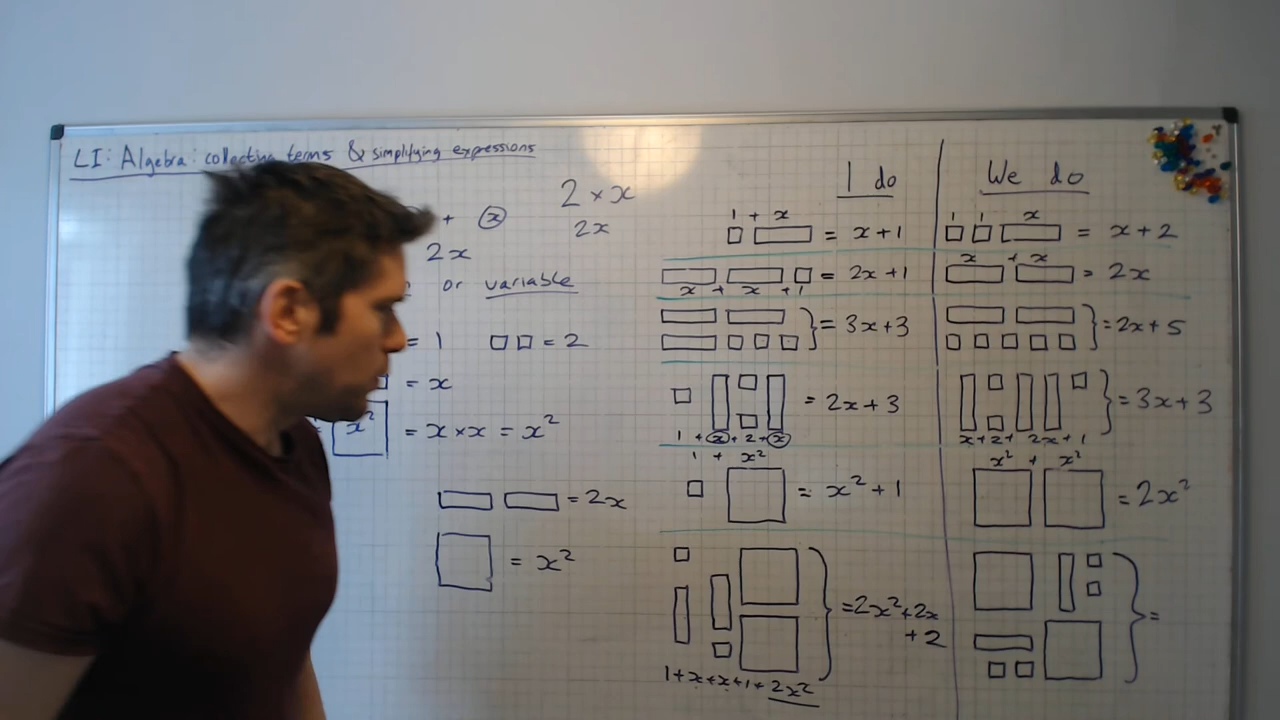 LI: Algebra: collecting terms & simplifying expressions
+ x
2 × x
2x
2x
or variable
= 1
= 2
= x
x²
= x × x = x²
= 2x
= x²
I do
1 + x
= x + 1
= 2x + 1
x + x + 1
= 3x + 3
= 2x + 3
1 + x + 2 + x
1 + x²
= x² + 1
= 2x² + 2x
+ 2
1 + x + x + 1 + 2x²
We do
1 1 x
= x + 2
x + x
= 2x
= 2x + 5
= 3x + 3
x + 2 + 2x + 1
x² + x²
= 2x²
=